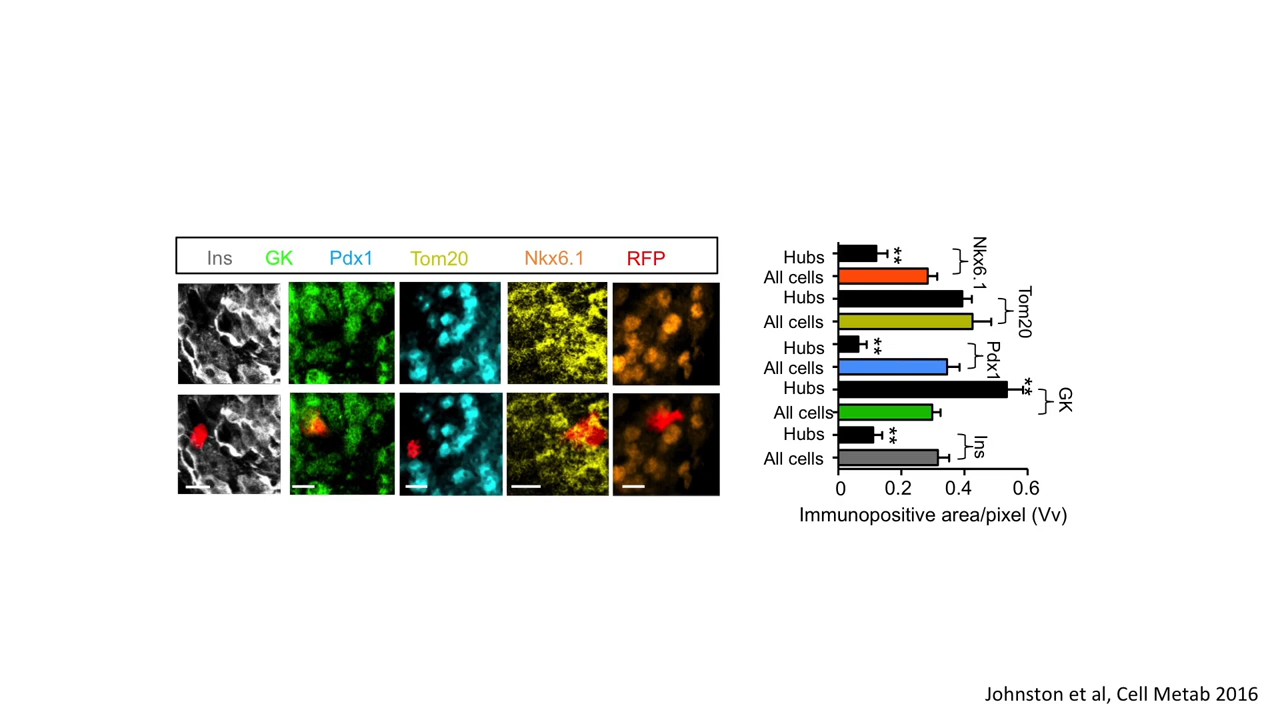 Ins GK Pdx1 Tom20 Nkx6.1 RFP
Hubs
**
Nkx6.1
All cells
Hubs
Tom20
All cells
Hubs
**
Pdx1
All cells
Hubs
**
GK
All cells
Hubs
**
Ins
All cells
0 0.2 0.4 0.6
Immunopositive area/pixel (Vv)
Johnston et al, Cell Metab 2016